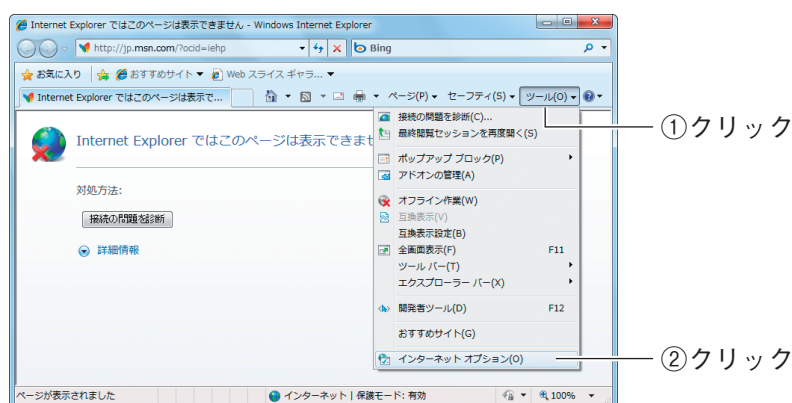 Internet Explorer ではこのページは表示できません - Windows Internet Explorer
http://jp.msn.com/?ocid=iehp
Bing
お気に入り おすすめサイト ▼ Web スライス ギャラ... ▼
Internet Explorer ではこのページは表示で... ページ(P) ▼ セーフティ(S) ▼ ツール(O) ▼
Internet Explorer ではこのページは表示できませ
対処方法:
接続の問題を診断
詳細情報
接続の問題を診断(C)...
最終閲覧セッションを再度開く(S)
ポップアップ ブロック(P)
アドオンの管理(A)
オフライン作業(W)
互換表示(V)
互換表示設定(B)
全画面表示(F) F11
ツール バー(T)
エクスプローラー バー(X)
開発者ツール(D) F12
おすすめサイト(G)
インターネット オプション(O)
①クリック
②クリック
ページが表示されました インターネット | 保護モード: 有効 100%